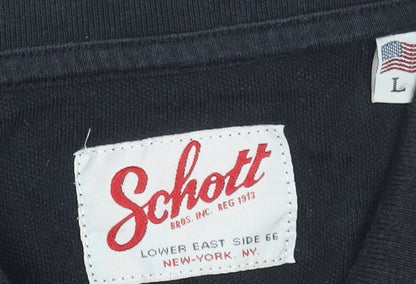 L
Schott
BROS. INC. REG 1913
LOWER EAST SIDE 66
NEW-YORK. NY.